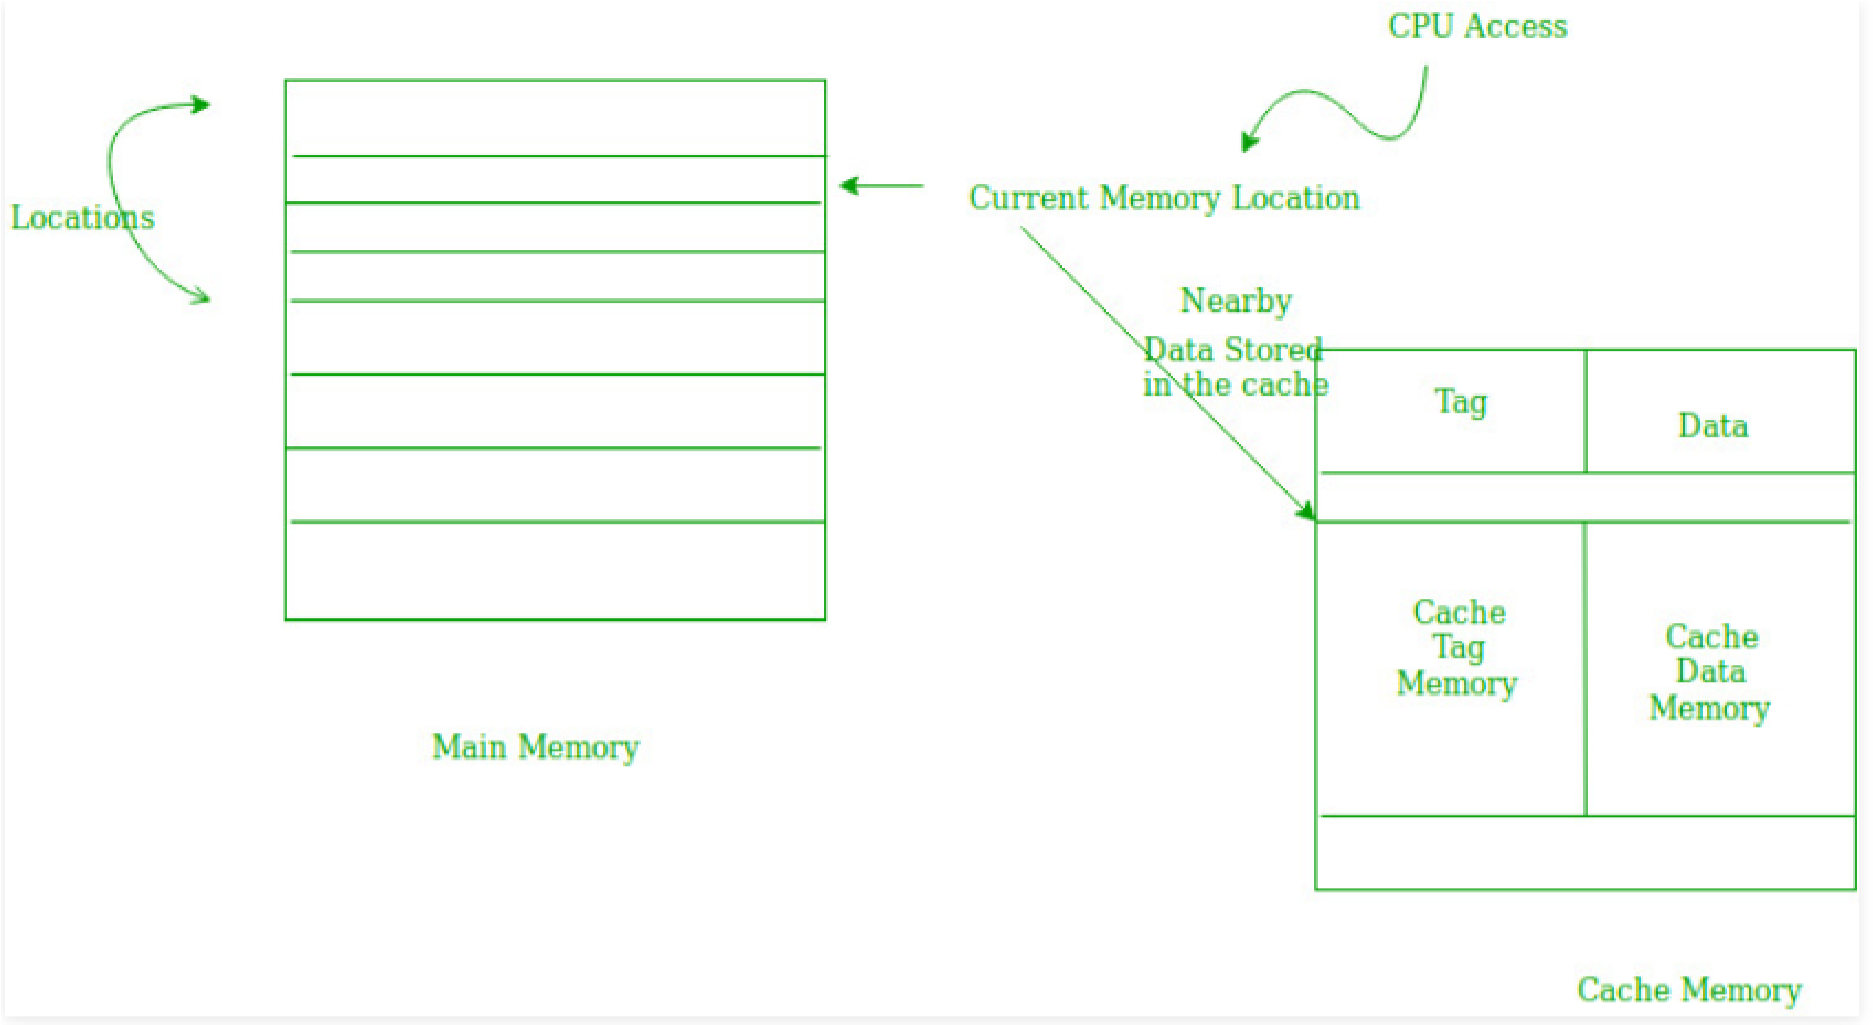 CPU Access
Locations
Current Memory Location
Nearby
Data Stored
in the cache
Tag
Data
Cache
Tag
Memory
Cache
Data
Memory
Main Memory
Cache Memory